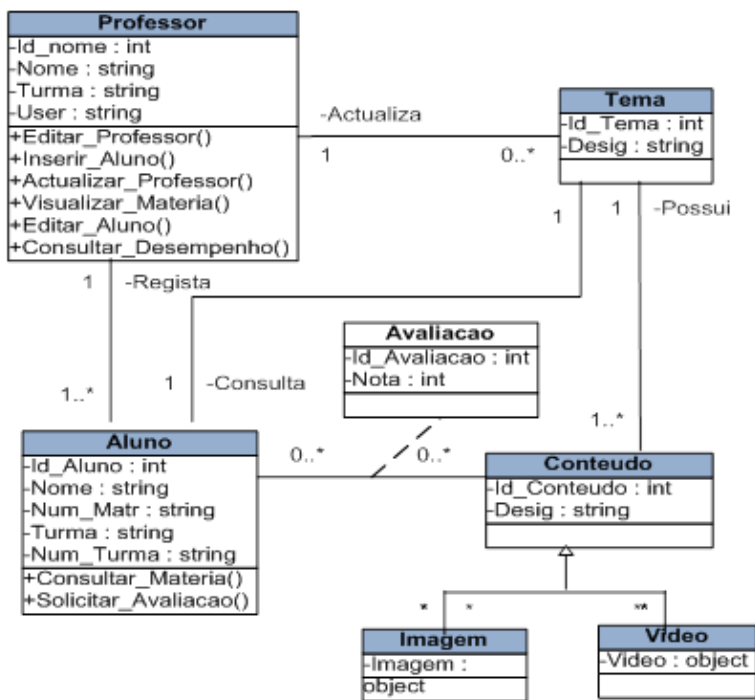 Professor
-Id_nome : int
-Nome : string
-Turma : string
-User : string
+Editar_Professor()
+Inserir_Aluno()
+Actualizar_Professor()
+Visualizar_Materia()
+Editar_Aluno()
+Consultar_Desempenho()
-Actualiza
1
0..*
Tema
-Id_Tema : int
-Desig : string
1
1
-Possui
1
-Regista
Avaliacao
-Id_Avaliacao : int
-Nota : int
1
-Consulta
1..*
1..*
Aluno
-Id_Aluno : int
-Nome : string
-Num_Matr : string
-Turma : string
-Num_Turma : string
+Consultar_Materia()
+Solicitar_Avaliacao()
0..*
0..*
Conteudo
-Id_Conteudo : int
-Desig : string
*
*
**
Imagem
-Imagem :
object
Video
-Video : object